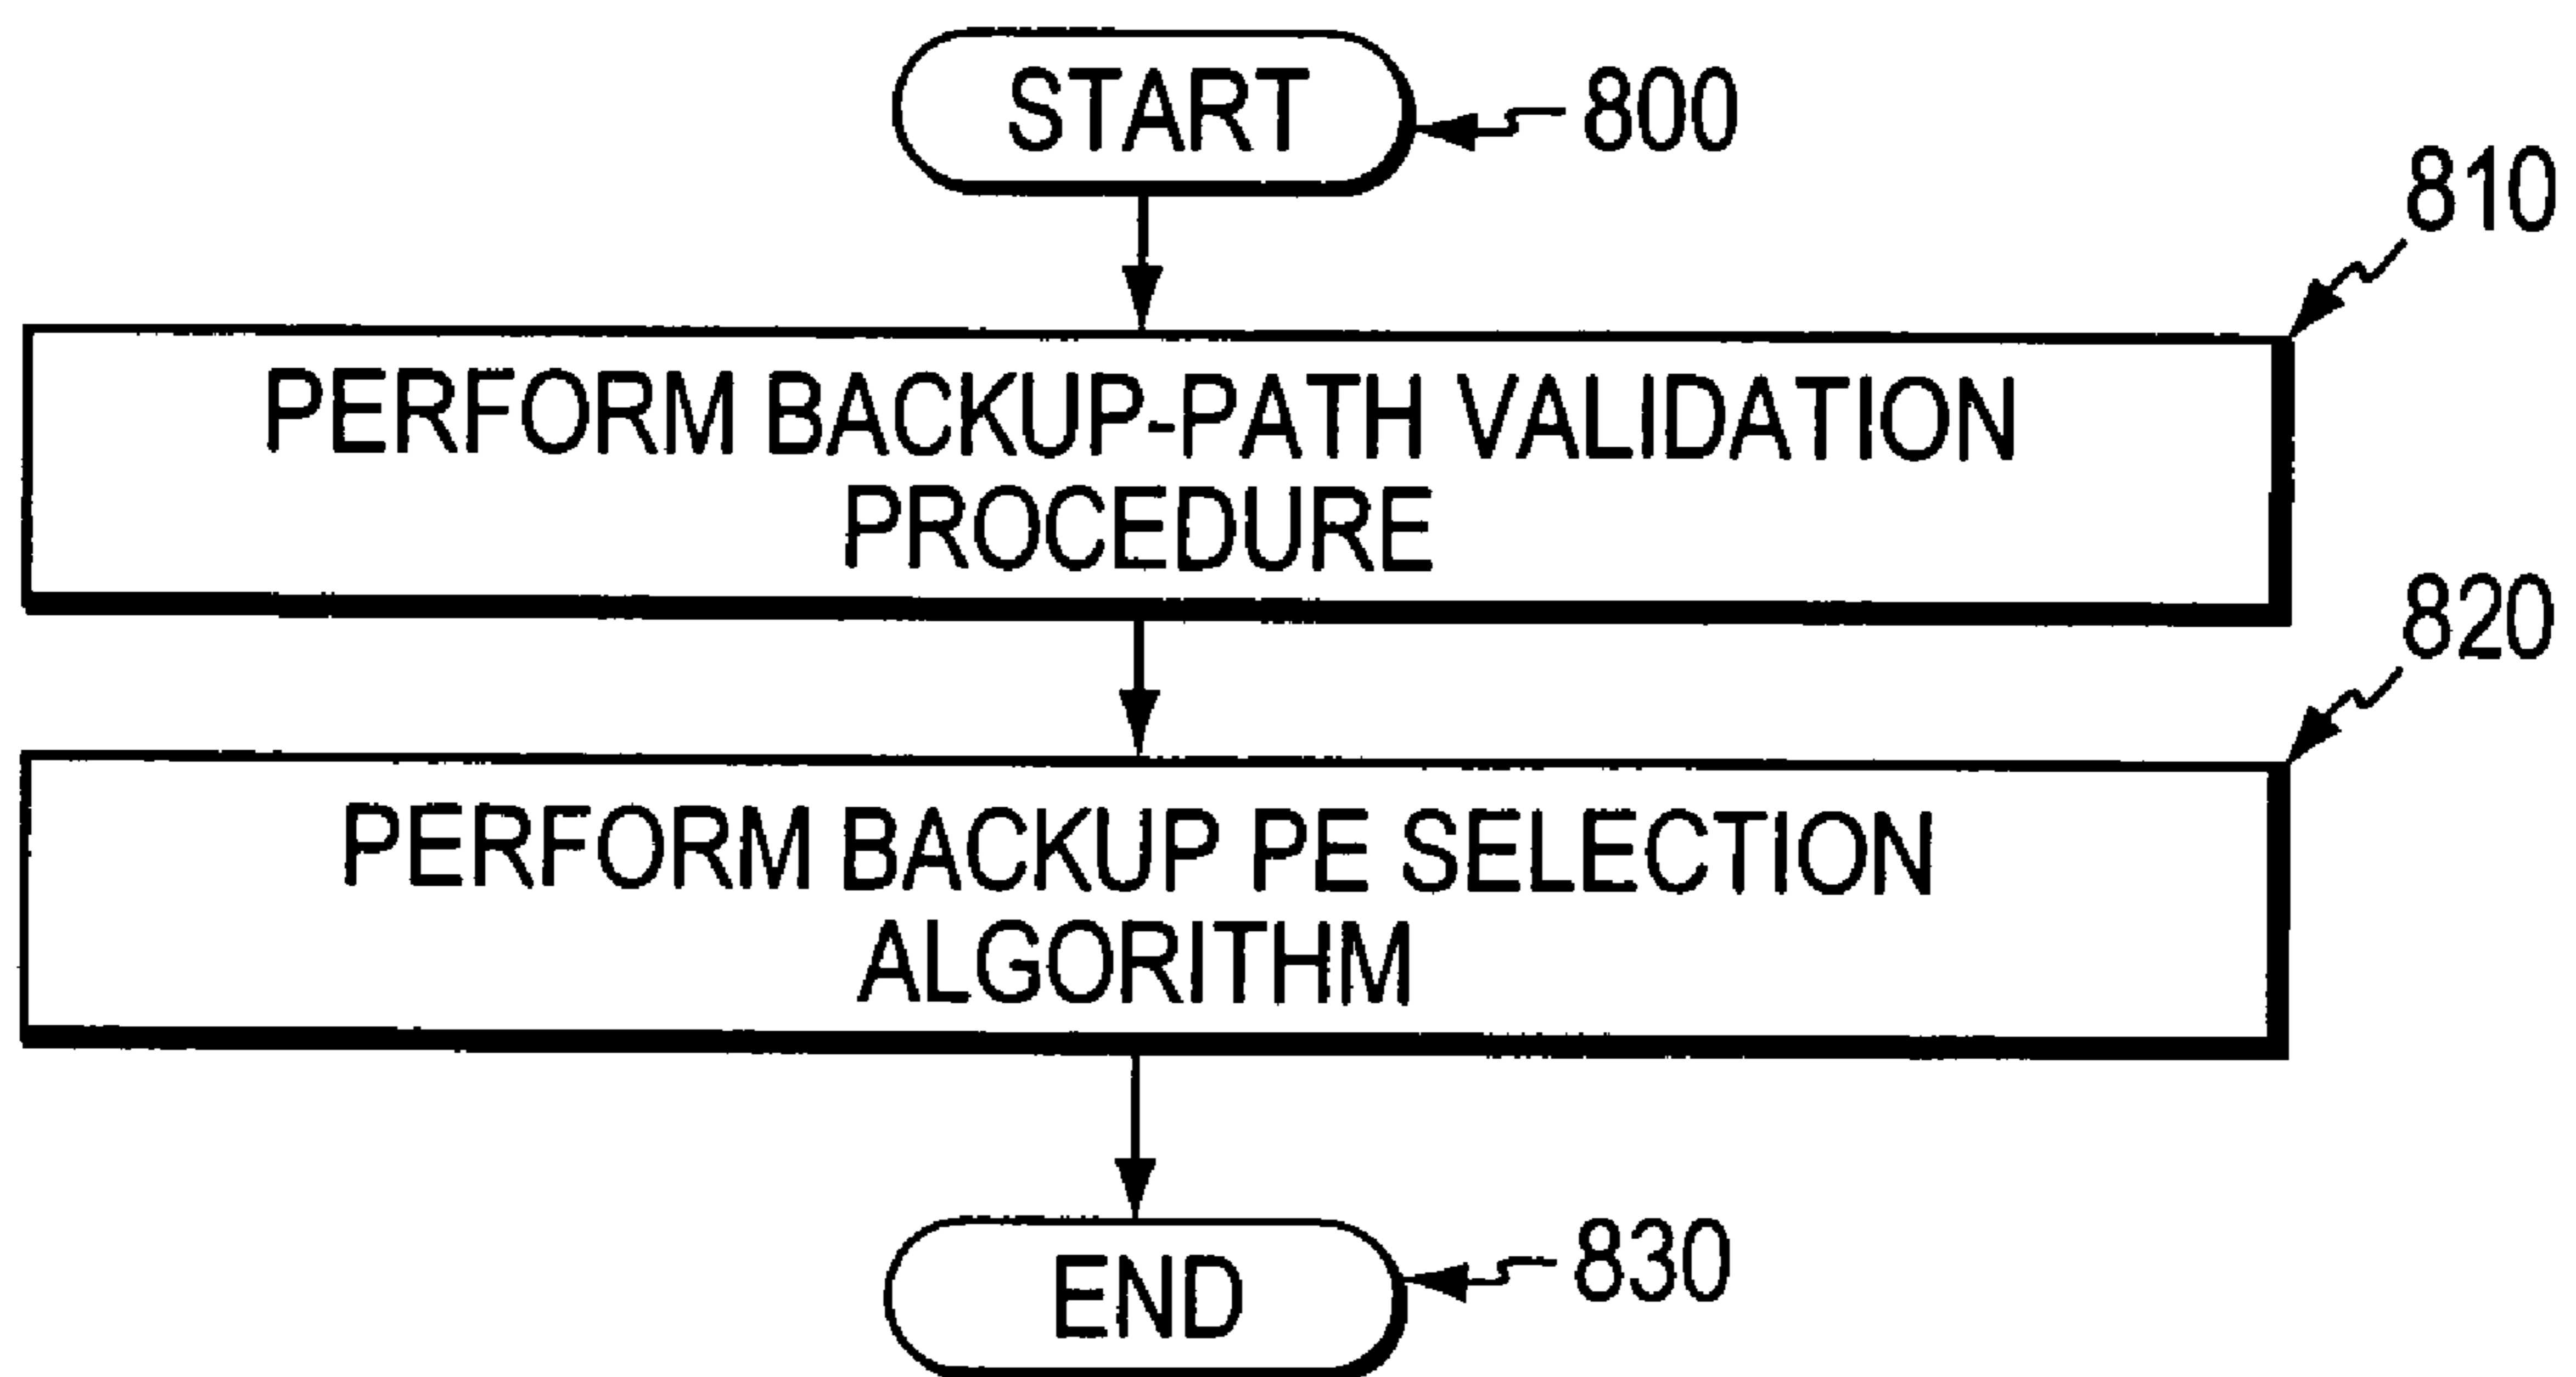 START
800
810
PERFORM BACKUP-PATH VALIDATION
PROCEDURE
820
PERFORM BACKUP PE SELECTION
ALGORITHM
END
830